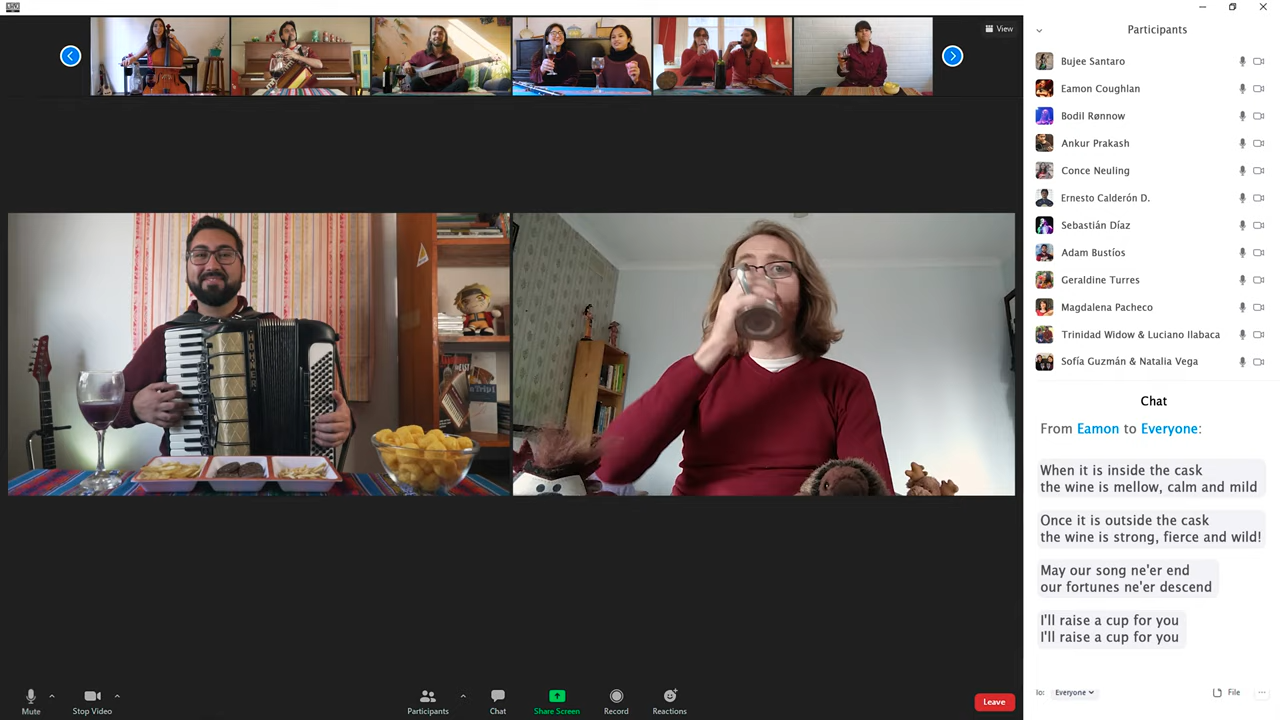 View
HOHNER
Participants
Bujee Santaro
Eamon Coughlan
Bodil Rønnow
Ankur Prakash
Conce Neuling
Ernesto Calderón D.
Sebastián Díaz
Adam Bustíos
Geraldine Turres
Magdalena Pacheco
Trinidad Widow & Luciano Ilabaca
Sofía Guzmán & Natalia Vega
Chat
From Eamon to Everyone:
When it is inside the cask
the wine is mellow, calm and mild
Once it is outside the cask
the wine is strong, fierce and wild!
May our song ne'er end
our fortunes ne'er descend
I'll raise a cup for you
I'll raise a cup for you
To: Everyone
File
Mute
Stop Video
Participants
Chat
Share Screen
Record
Reactions
Leave